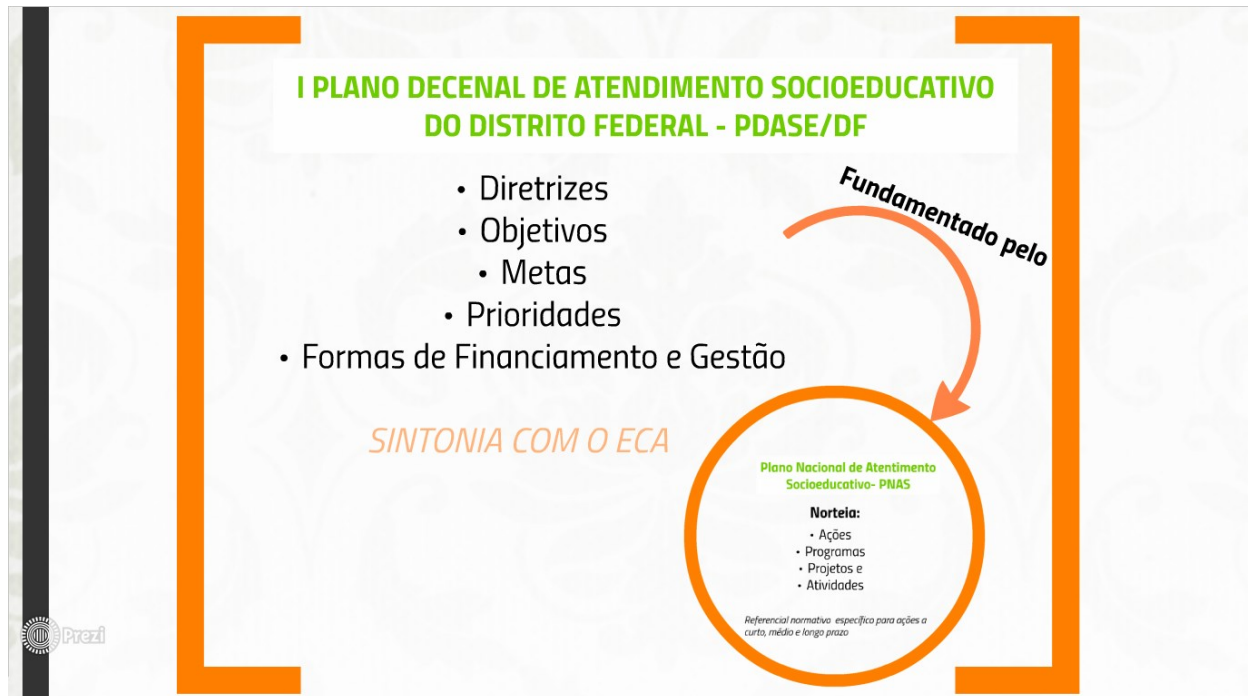 I PLANO DECENAL DE ATENDIMENTO SOCIOEDUCATIVO
DO DISTRITO FEDERAL - PDASE/DF
Fundamentado pelo
• Diretrizes
• Objetivos
• Metas
• Prioridades
• Formas de Financiamento e Gestão
SINTONIA COM O ECA
Plano Nacional de Atentimento
Socioeducativo- PNAS
Norteia:
• Ações
• Programas
• Projetos e
• Atividades
Referencial normativo específico para ações a
curto, médio e longo prazo
Prezi